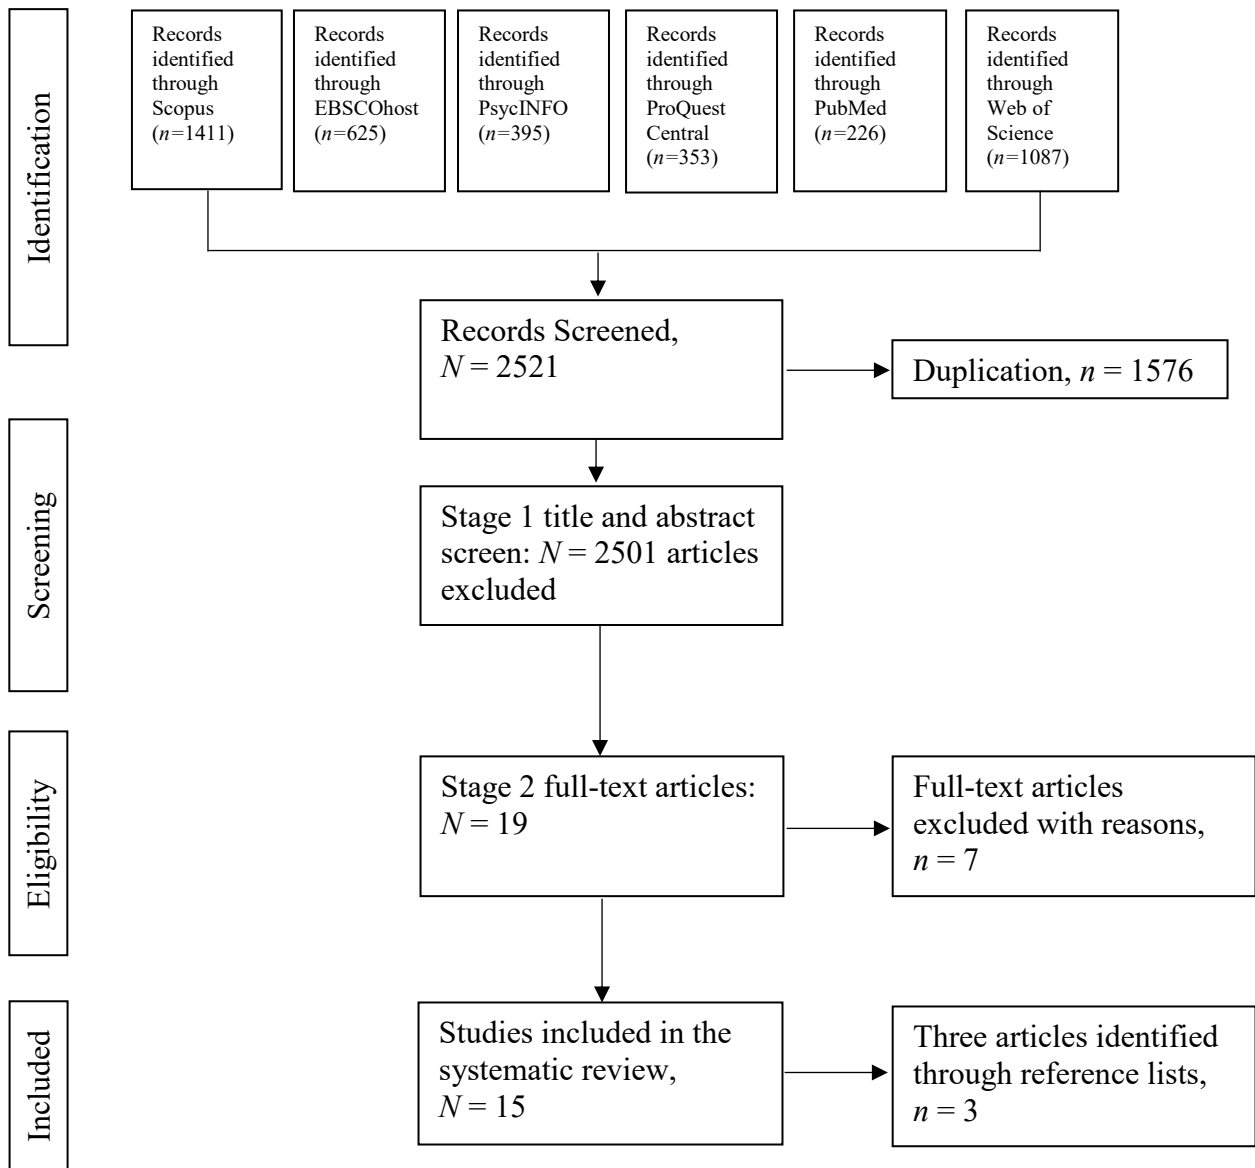 Identification
Records
identified
through
Scopus
(n=1411)
Records
identified
through
EBSCOhost
(n=625)
Records
identified
through
PsycINFO
(n=395)
Records
identified
through
ProQuest
Central
(n=353)
Records
identified
through
PubMed
(n=226)
Records
identified
through
Web of
Science
(n=1087)
Records Screened,
N = 2521
Duplication, n = 1576
Screening
Stage 1 title and abstract
screen: N = 2501 articles
excluded
Eligibility
Stage 2 full-text articles:
N = 19
Full-text articles
excluded with reasons,
n = 7
Included
Studies included in the
systematic review,
N = 15
Three articles identified
through reference lists,
n = 3